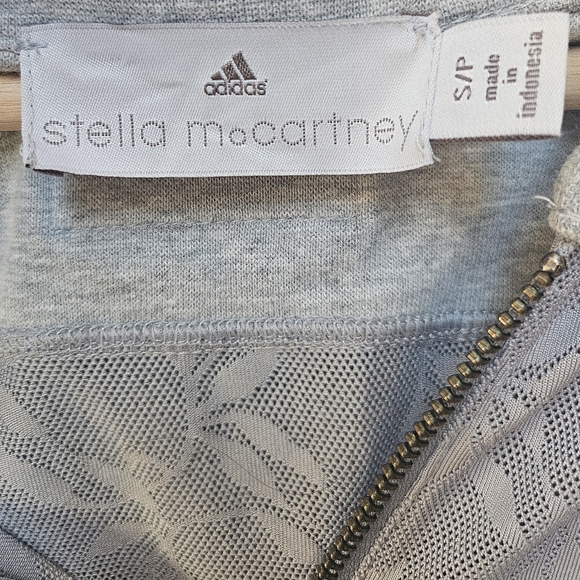 adidas
stella mccartney
S/P
made
in
indonesia